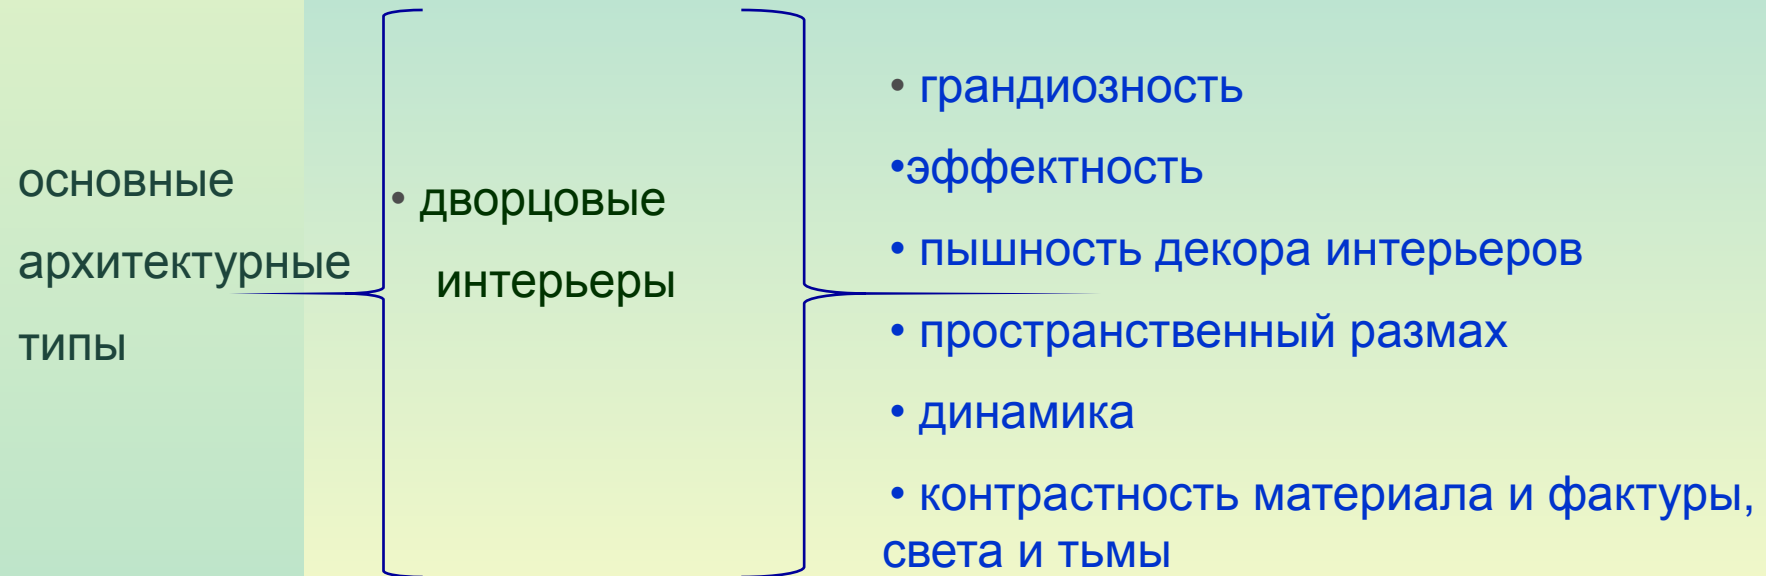 основные
архитектурные
типы
• дворцовые
интерьеры
• грандиозность
•эффектность
• пышность декора интерьеров
• пространственный размах
• динамика
• контрастность материала и фактуры,
света и тьмы